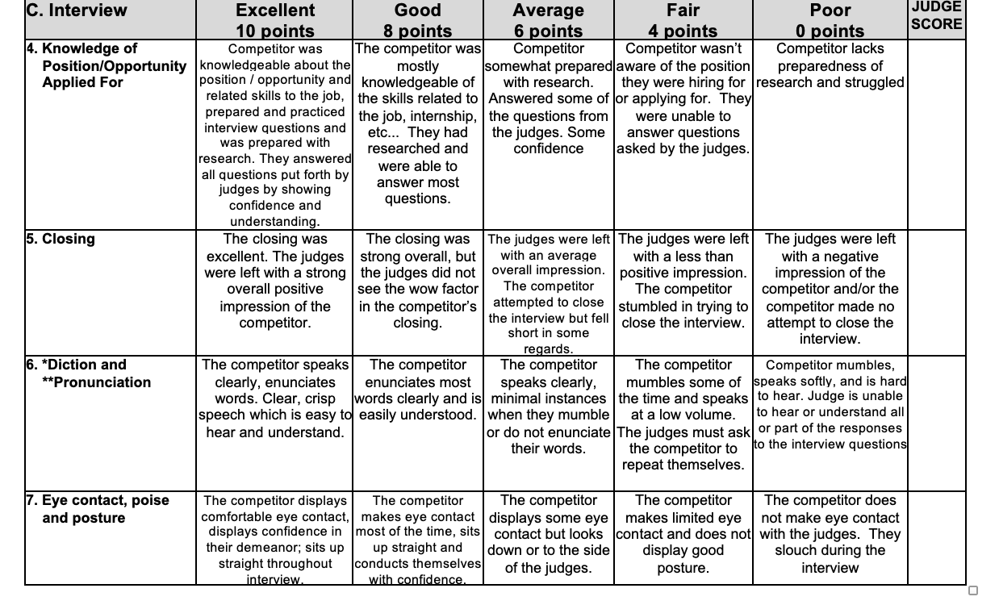 C. Interview
Excellent
10 points
Good
8 points
Average
6 points
Fair
4 points
Poor
0 points
JUDGE
SCORE
4. Knowledge of
Position/Opportunity
Applied For
Competitor was
knowledgeable about the
position / opportunity and
related skills to the job,
prepared and practiced
interview questions and
was prepared with
research. They answered
all questions put forth by
judges by showing
confidence and
understanding.
The competitor was
mostly
knowledgeable of
the skills related to
the job, internship,
etc... They had
researched and
were able to
answer most
questions.
Competitor
somewhat prepared
with research.
Answered some of
the questions from
the judges. Some
confidence
Competitor wasn't
aware of the position
they were hiring for
or applying for. They
were unable to
answer questions
asked by the judges.
Competitor lacks
preparedness of
research and struggled
5. Closing
The closing was
excellent. The judges
were left with a strong
overall positive
impression of the
competitor.
The closing was
strong overall, but
the judges did not
see the wow factor
in the competitor's
closing.
The judges were left
with an average
overall impression.
The competitor
attempted to close
the interview but fell
short in some
regards.
The judges were left
with a less than
positive impression.
The competitor
stumbled in trying to
close the interview.
The judges were left
with a negative
impression of the
competitor and/or the
competitor made no
attempt to close the
interview.
6. *Diction and
**Pronunciation
The competitor speaks
clearly, enunciates
words. Clear, crisp
speech which is easy to
hear and understand.
The competitor
enunciates most
words clearly and is
easily understood.
The competitor
speaks clearly,
minimal instances
when they mumble
or do not enunciate
their words.
The competitor
mumbles some of
the time and speaks
at a low volume.
The judges must ask
the competitor to
repeat themselves.
Competitor mumbles,
speaks softly, and is hard
to hear. Judge is unable
to hear or understand all
or part of the responses
to the interview questions
7. Eye contact, poise
and posture
The competitor displays
comfortable eye contact,
displays confidence in
their demeanor; sits up
straight throughout
interview.
The competitor
makes eye contact
most of the time, sits
up straight and
conducts themselves
with confidence.
The competitor
displays some eye
contact but looks
down or to the side
of the judges.
The competitor
makes limited eye
contact and does not
display good
posture.
The competitor does
not make eye contact
with the judges. They
slouch during the
interview